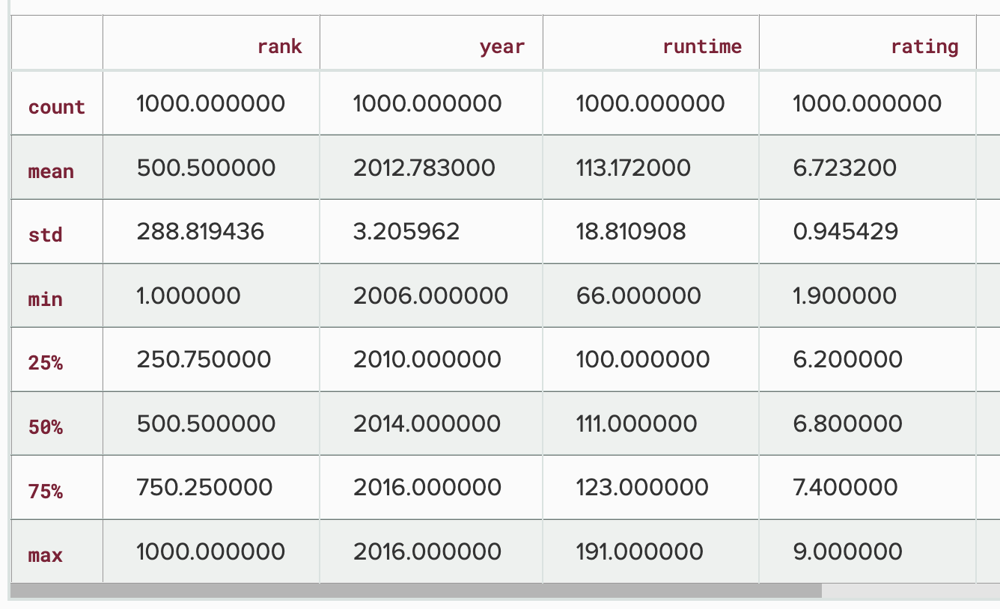 rank year runtime rating
count 1000.000000 1000.000000 1000.000000 1000.000000
mean 500.500000 2012.783000 113.172000 6.723200
std 288.819436 3.205962 18.810908 0.945429
min 1.000000 2006.000000 66.000000 1.900000
25% 250.750000 2010.000000 100.000000 6.200000
50% 500.500000 2014.000000 111.000000 6.800000
75% 750.250000 2016.000000 123.000000 7.400000
max 1000.000000 2016.000000 191.000000 9.000000